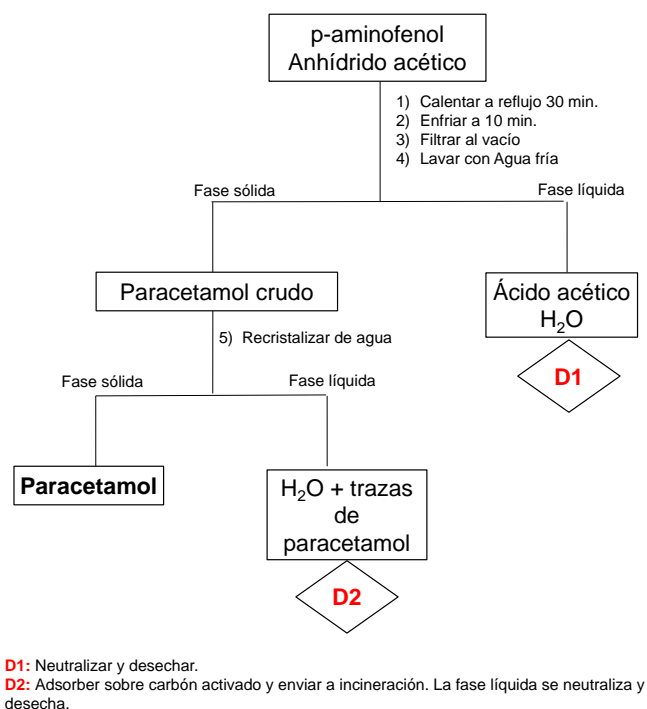 p-aminofenol
Anhídrido acético
1) Calentar a reflujo 30 min.
2) Enfriar a 10 min.
3) Filtrar al vacío
4) Lavar con Agua fría
Fase sólida
Fase líquida
Paracetamol crudo
Ácido acético
H₂O
D1
5) Recristalizar de agua
Fase sólida
Fase líquida
Paracetamol
H₂O + trazas
de
paracetamol
D2
D1: Neutralizar y desechar.
D2: Adsorber sobre carbón activado y enviar a incineración. La fase líquida se neutraliza y
desecha.